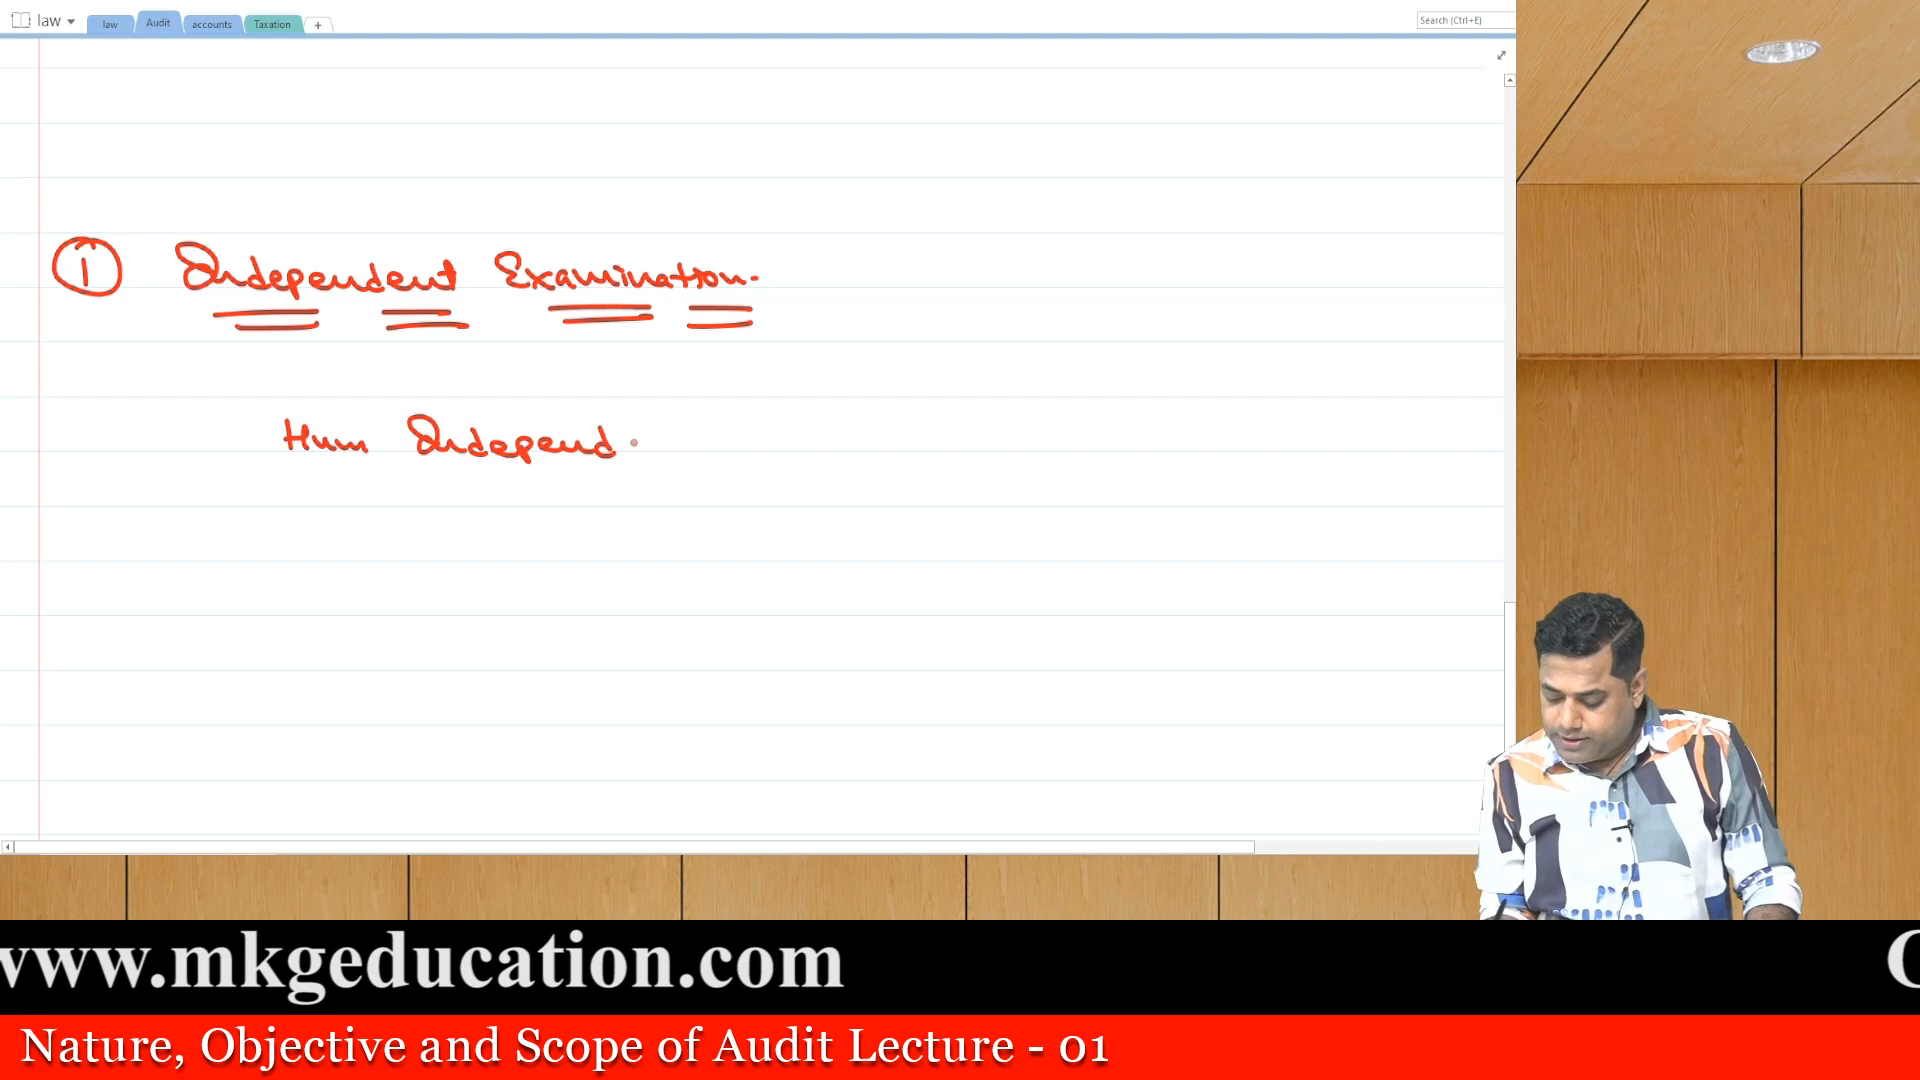 law
law Audit accounts Taxation +
Search (Ctrl+E)
① Independent Examination.
Hum Independ
www.mkgeducation.com
C
Nature, Objective and Scope of Audit Lecture - 01